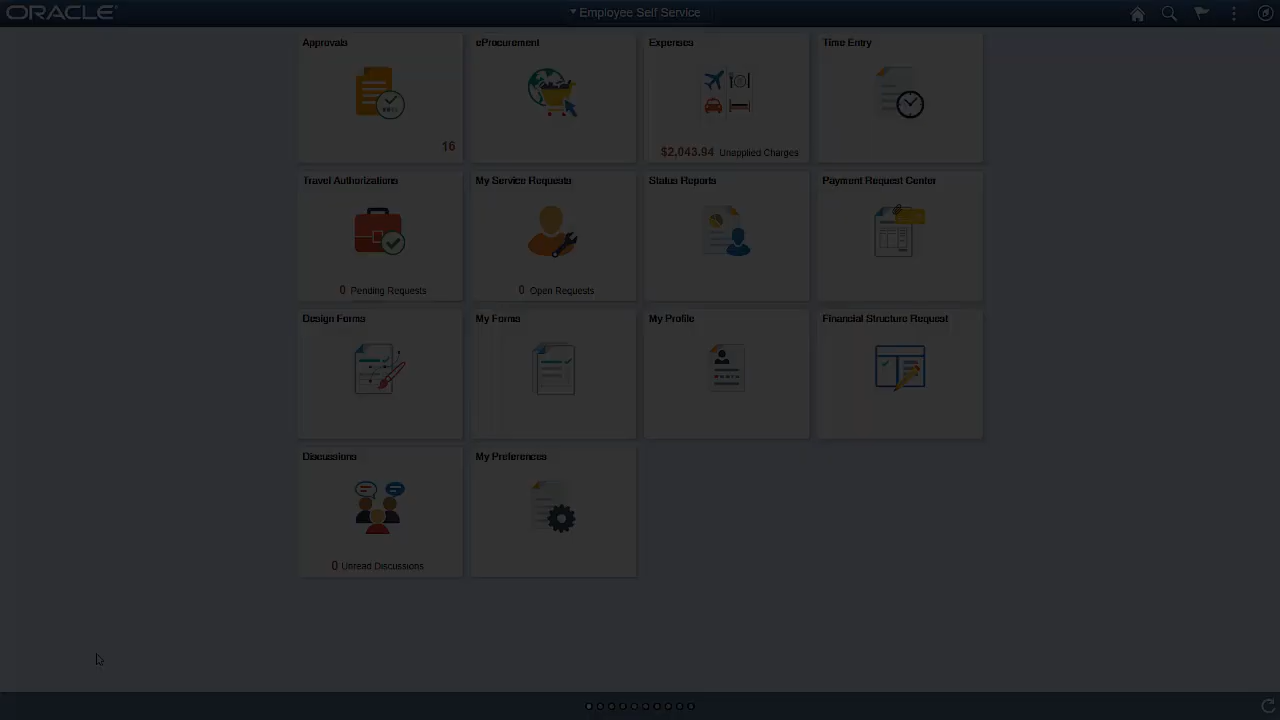 ORACLE
Employee Self Service
Approvals
16
eProcurement
Expenses
$2,043.94 Unapplied Charges
Time Entry
Travel Authorizations
0 Pending Requests
My Service Requests
0 Open Requests
Status Reports
Payment Request Center
Design Forms
My Forms
My Profile
Financial Structure Request
Discussions
0 Unread Discussions
My Preferences